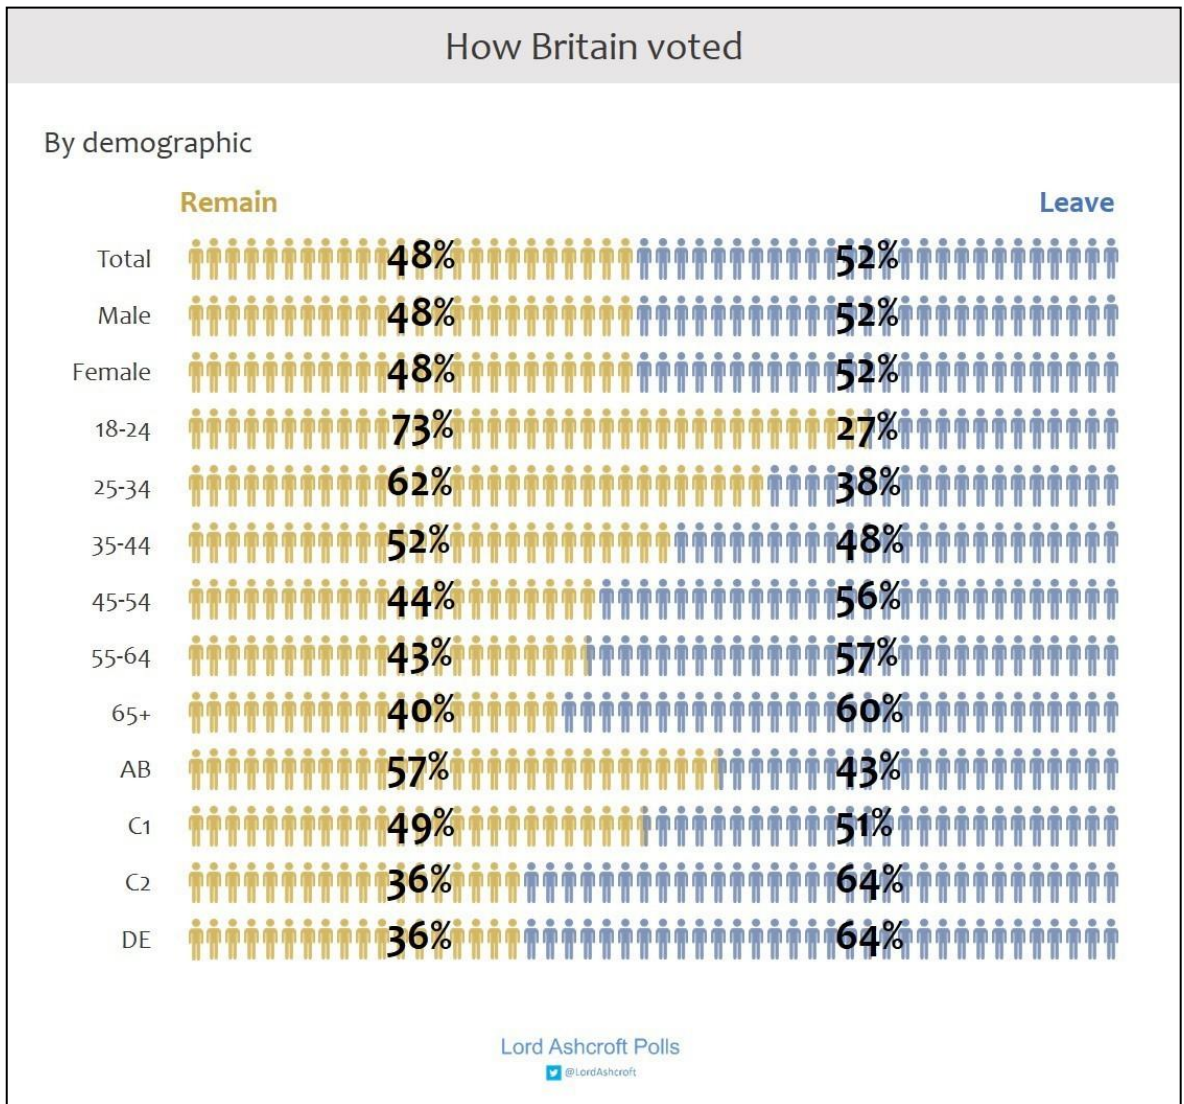 How Britain voted
By demographic
Remain Leave
Total 48% 52%
Male 48% 52%
Female 48% 52%
18-24 73% 27%
25-34 62% 38%
35-44 52% 48%
45-54 44% 56%
55-64 43% 57%
65+ 40% 60%
AB 57% 43%
C1 49% 51%
C2 36% 64%
DE 36% 64%
Lord Ashcroft Polls
@LordAshcroft